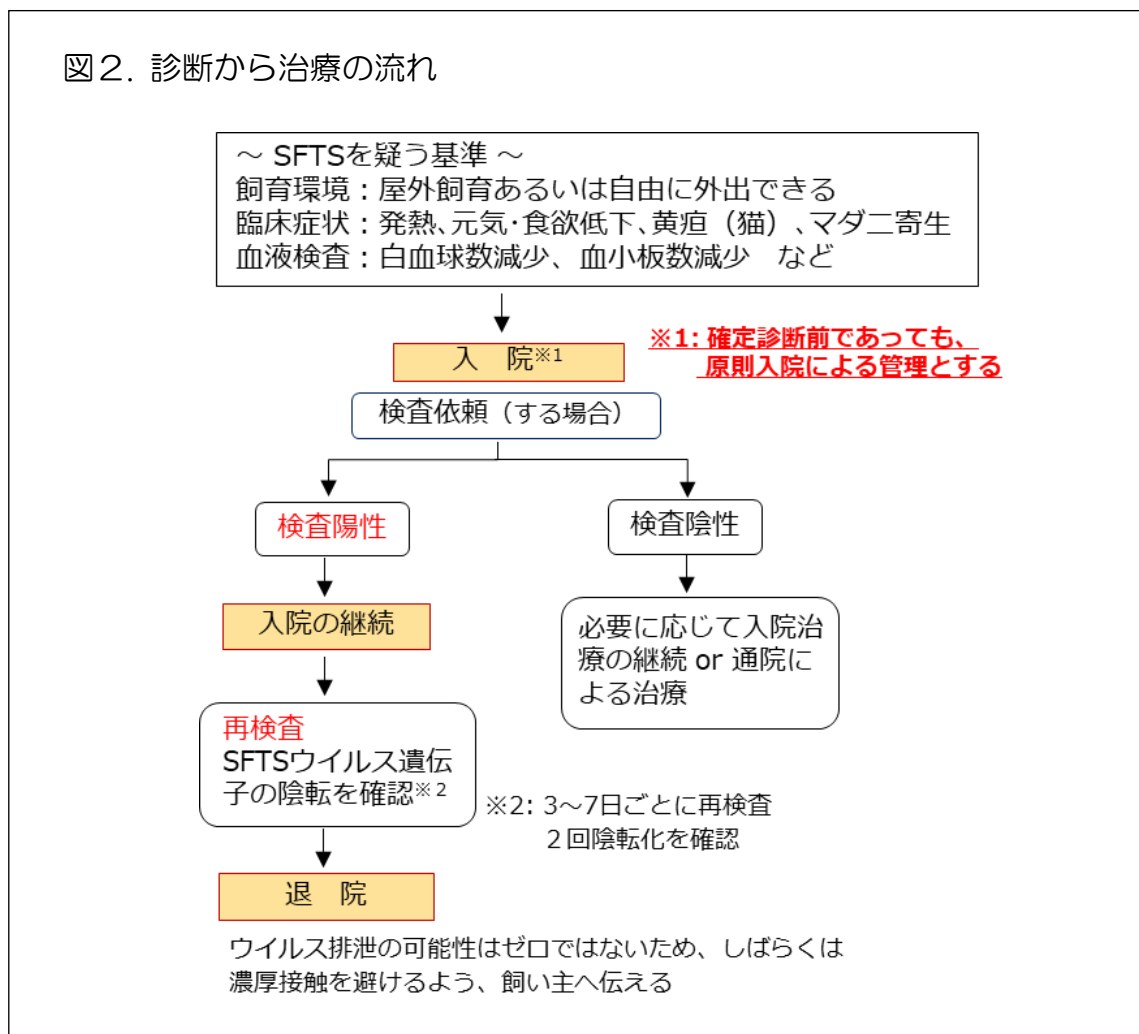 図２. 診断から治療の流れ
～ SFTSを疑う基準 ～
飼育環境：屋外飼育あるいは自由に外出できる
臨床症状：発熱、元気・食欲低下、黄疸（猫）、マダニ寄生
血液検査：白血球数減少、血小板数減少　など
入　院※1
※1: 確定診断前であっても、
原則入院による管理とする
検査依頼（する場合）
検査陽性
検査陰性
入院の継続
必要に応じて入院治
療の継続 or 通院に
よる治療
再検査
SFTSウイルス遺伝
子の陰転を確認※２
※2: 3～7日ごとに再検査
２回陰転化を確認
退　院
ウイルス排泄の可能性はゼロではないため、しばらくは
濃厚接触を避けるよう、飼い主へ伝える